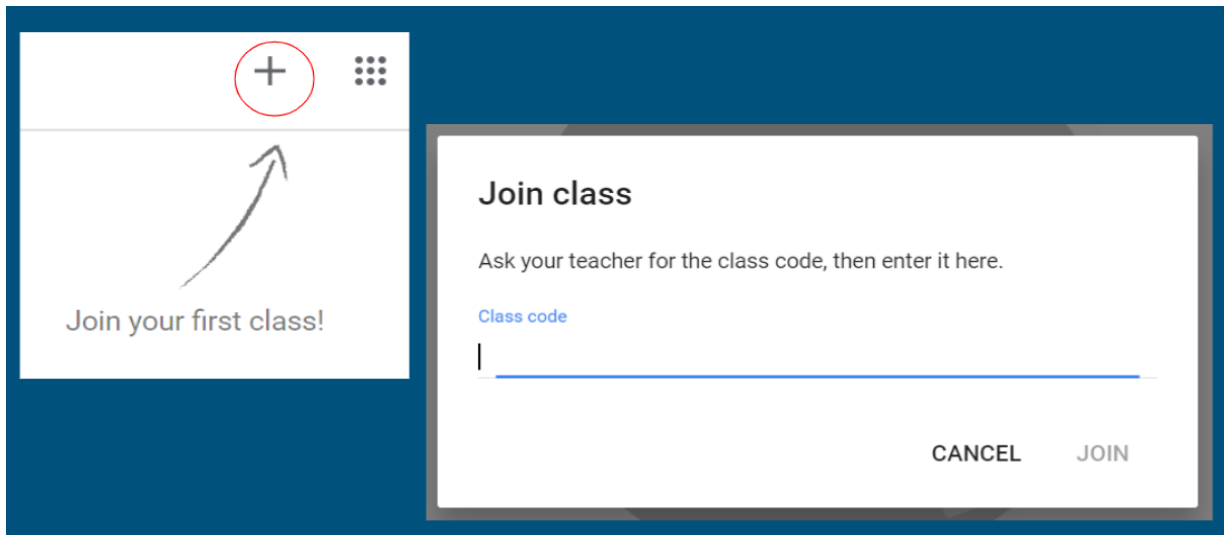 Join your first class!
Join class
Ask your teacher for the class code, then enter it here.
Class code
CANCEL JOIN